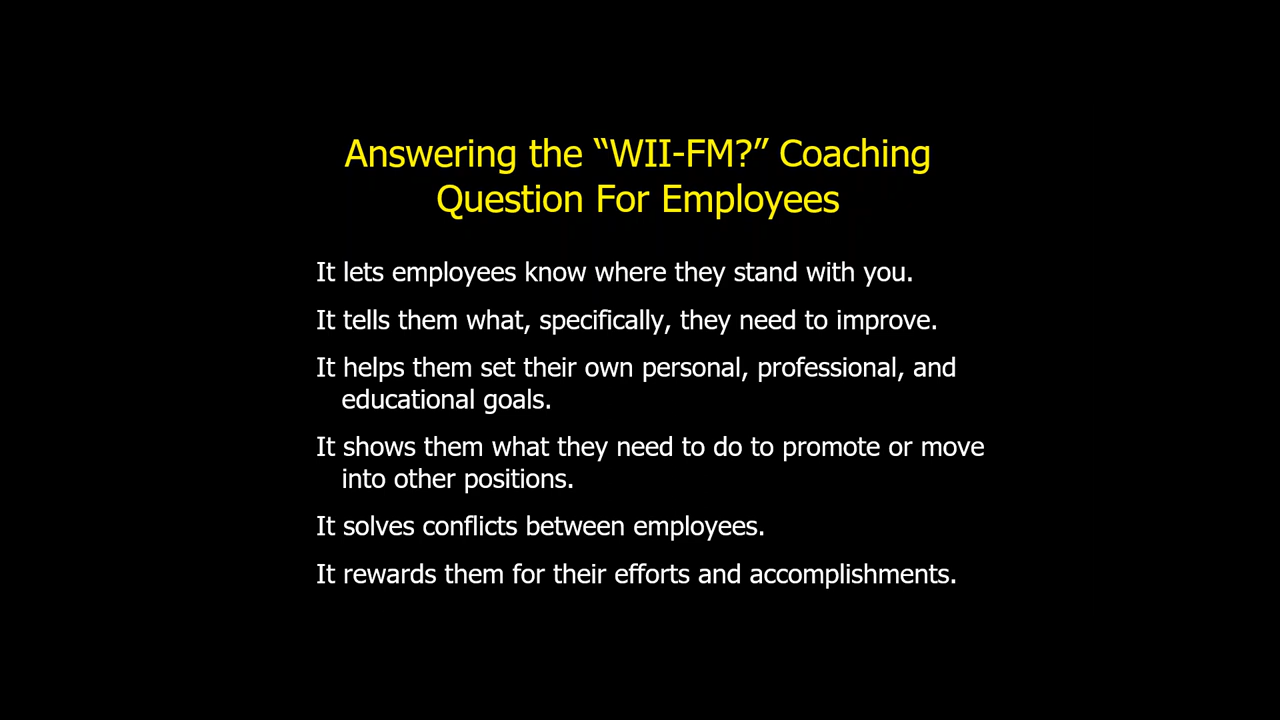 Answering the “WII-FM?” Coaching
Question For Employees
It lets employees know where they stand with you.
It tells them what, specifically, they need to improve.
It helps them set their own personal, professional, and
educational goals.
It shows them what they need to do to promote or move
into other positions.
It solves conflicts between employees.
It rewards them for their efforts and accomplishments.